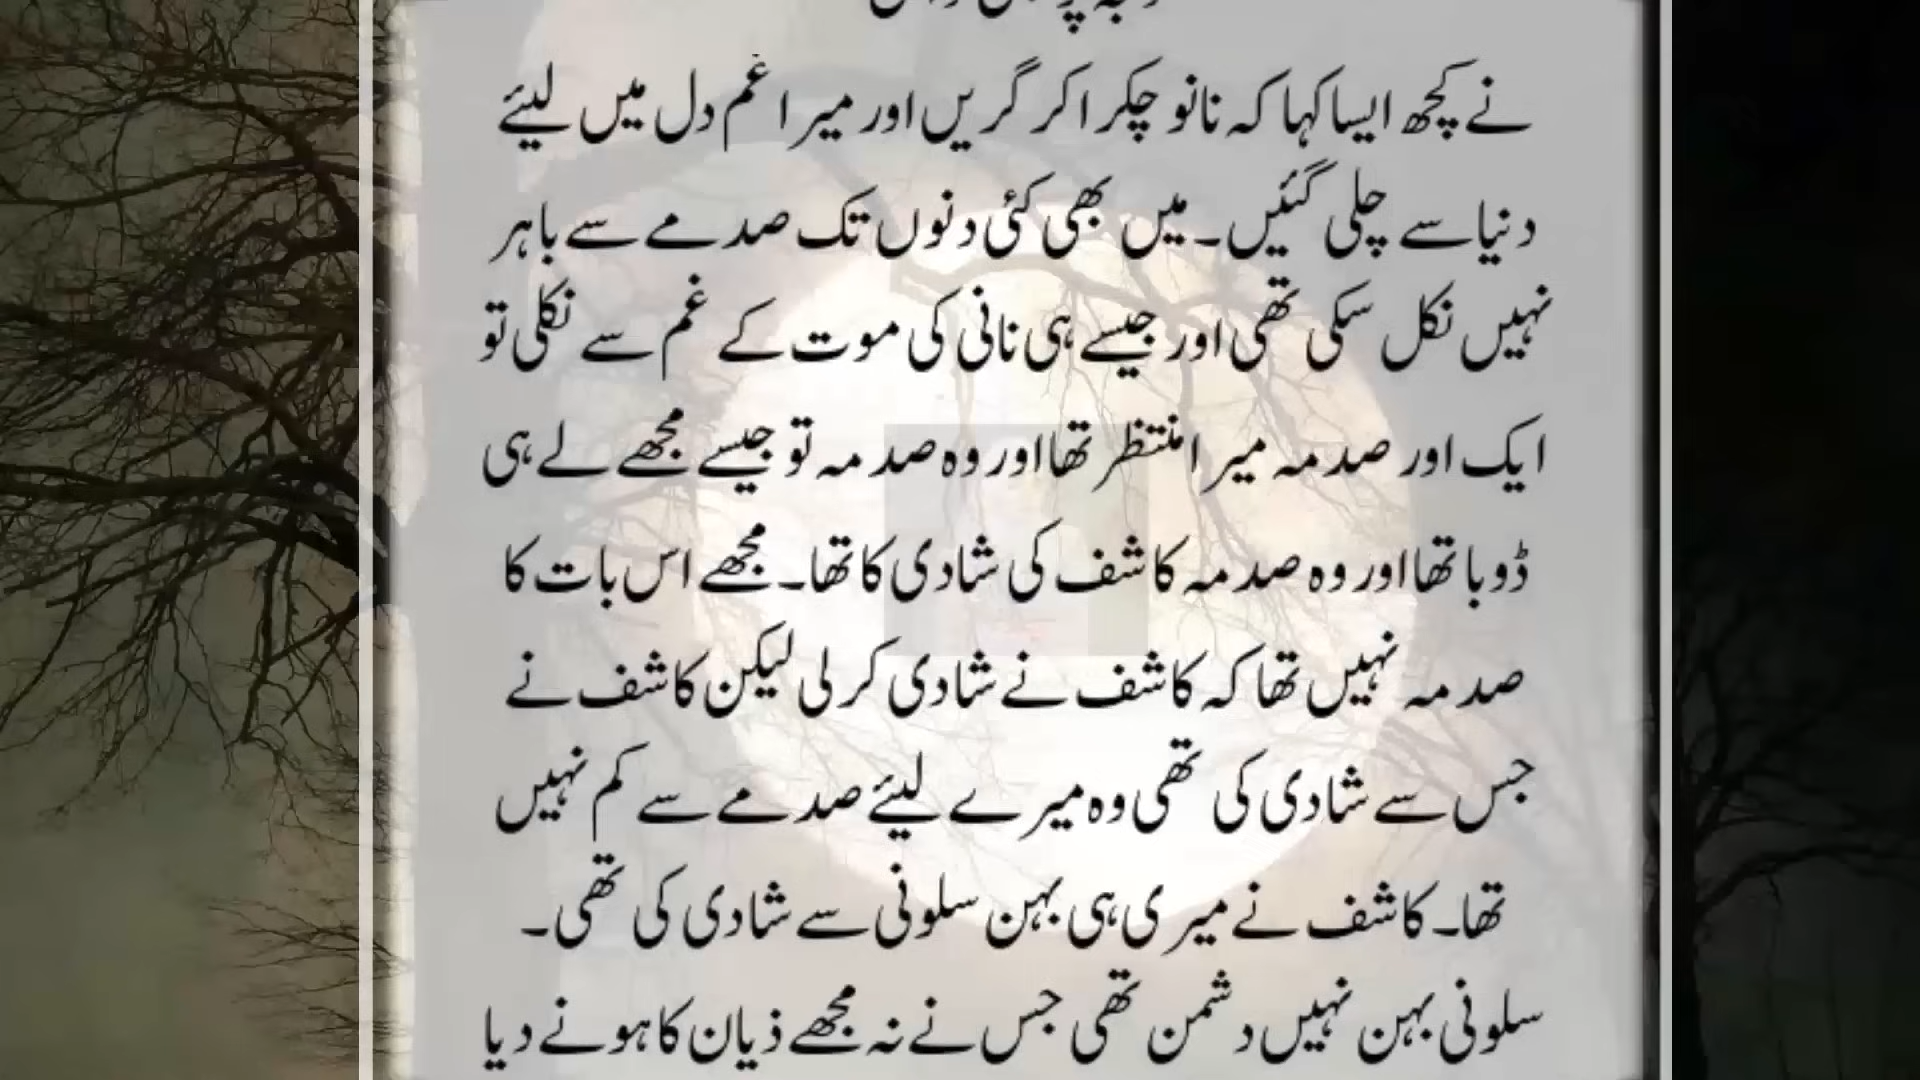 نے کچھ ایسا کہا کہ نانو چکرا کر گریں اور میرا غم دل میں لیئے
دنیا سے چلی گئیں۔ میں بھی کئی دنوں تک صدمے سے باہر
نہیں نکل سکی تھی اور جیسے ہی نانی کی موت کے غم سے نکلی تو
ایک اور صدمہ میرا منتظر تھا اور وہ صدمہ تو جیسے مجھے لے ہی
ڈوبا تھا اور وہ صدمہ کاشف کی شادی کا تھا۔ مجھے اس بات کا
صدمہ نہیں تھا کہ کاشف نے شادی کر لی لیکن کاشف نے
جس سے شادی کی تھی وہ میرے لیئے صدمے سے کم نہیں
تھا۔ کاشف نے میری ہی بہن سلونی سے شادی کی تھی۔
سلونی بہن نہیں دشمن تھی جس نے نہ مجھے ذیان کا ہونے دیا